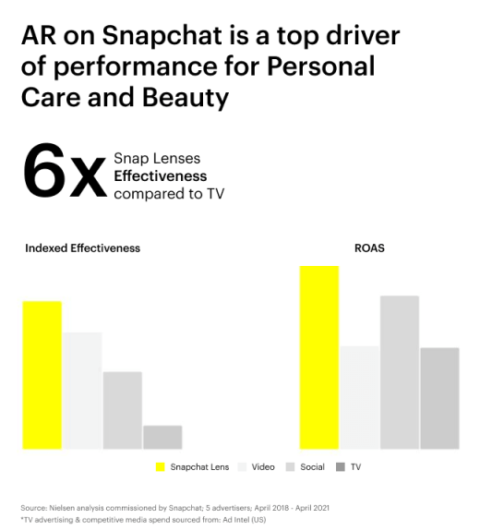 AR on Snapchat is a top driver
of performance for Personal
Care and Beauty
6x
Snap Lenses
Effectiveness
compared to TV
Indexed Effectiveness
ROAS
Snapchat Lens Video Social TV
Source: Nielsen analysis commissioned by Snapchat; 5 advertisers; April 2018 - April 2021
*TV advertising & competitive media spend sourced from: Ad Intel (US)